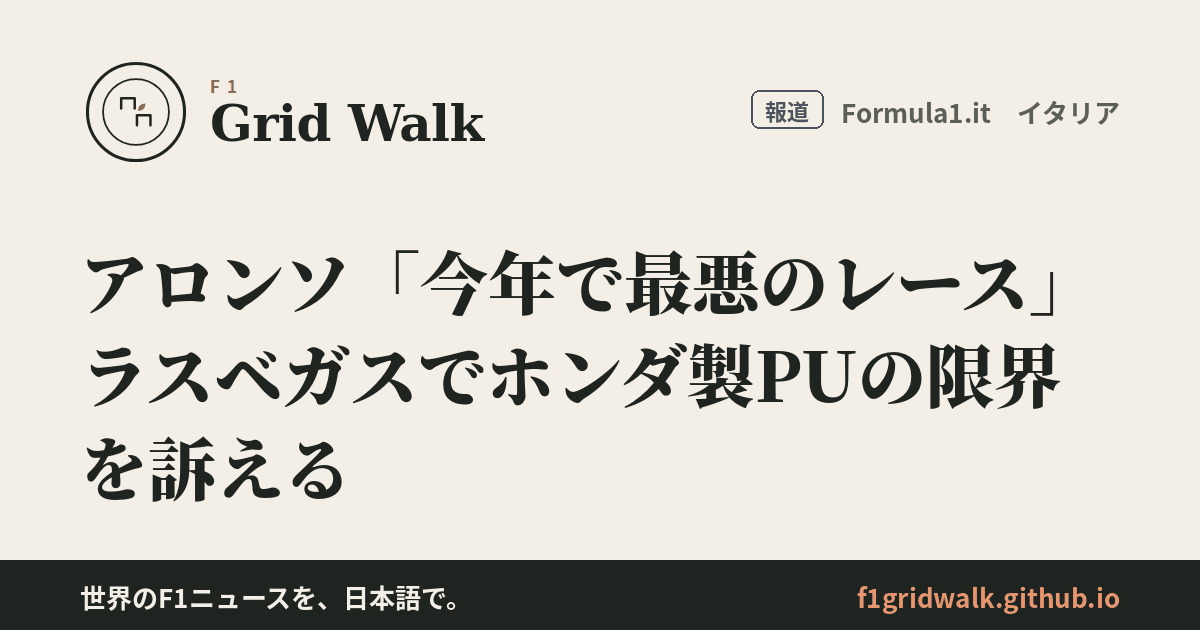 F1
Grid Walk
報道 Formula1.it イタリア
アロンソ「今年で最悪のレース」
ラスベガスでホンダ製PUの限界
を訴える
世界のF1ニュースを、日本語で。
f1gridwalk.github.io